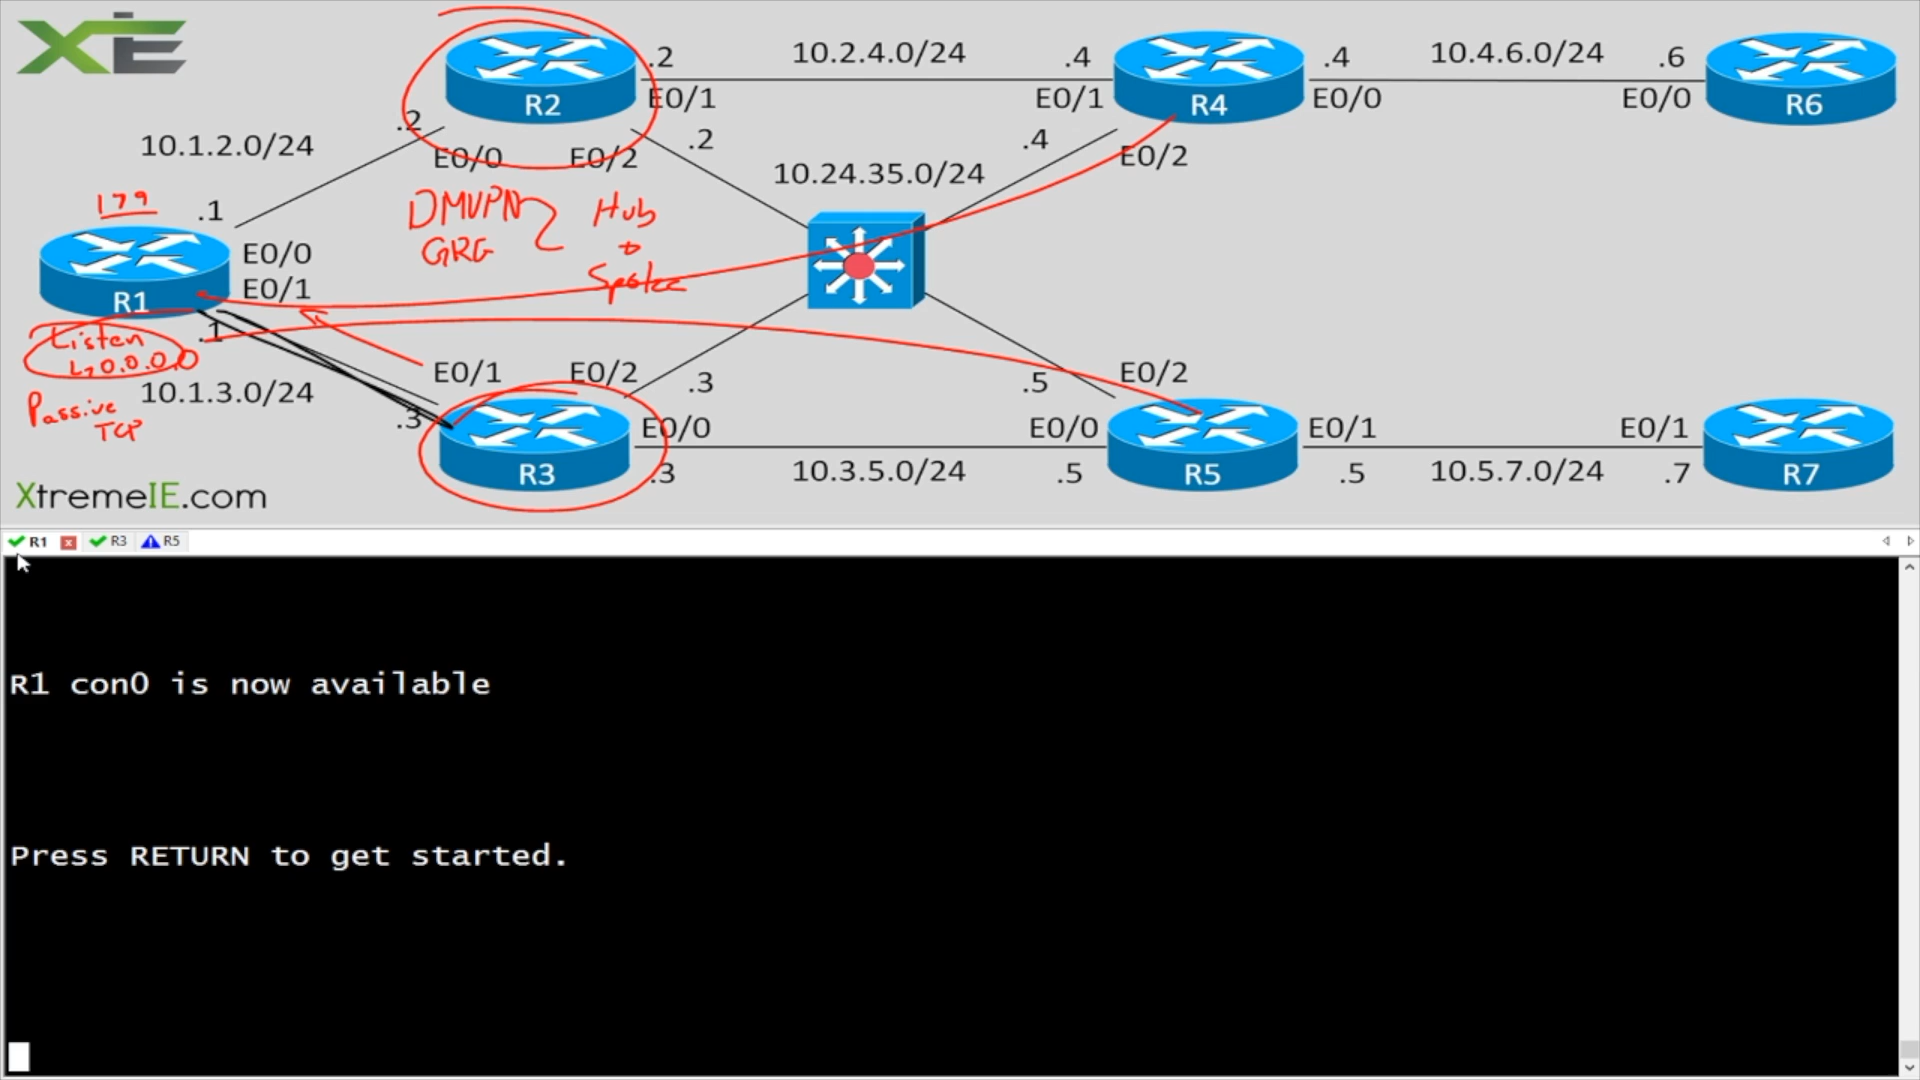 XIE
.2
10.2.4.0/24
.4
.4
10.4.6.0/24
.6
R2
E0/1
E0/1
R4
E0/0
E0/0
R6
10.1.2.0/24
.2
E0/0
E0/2
.2
.4
E0/2
10.24.35.0/24
179
.1
DMVPN
GRE
Hub
Spoke
E0/0
E0/1
R1
.1
Listen
0.0.0.0
10.1.3.0/24
Passive
TCP
.3
E0/1
E0/2
.3
.5
E0/2
E0/0
E0/0
E0/1
E0/1
R3
.3
10.3.5.0/24
.5
R5
.5
10.5.7.0/24
.7
R7
XtremeIE.com
R1
R3
R5
R1 con0 is now available
Press RETURN to get started.